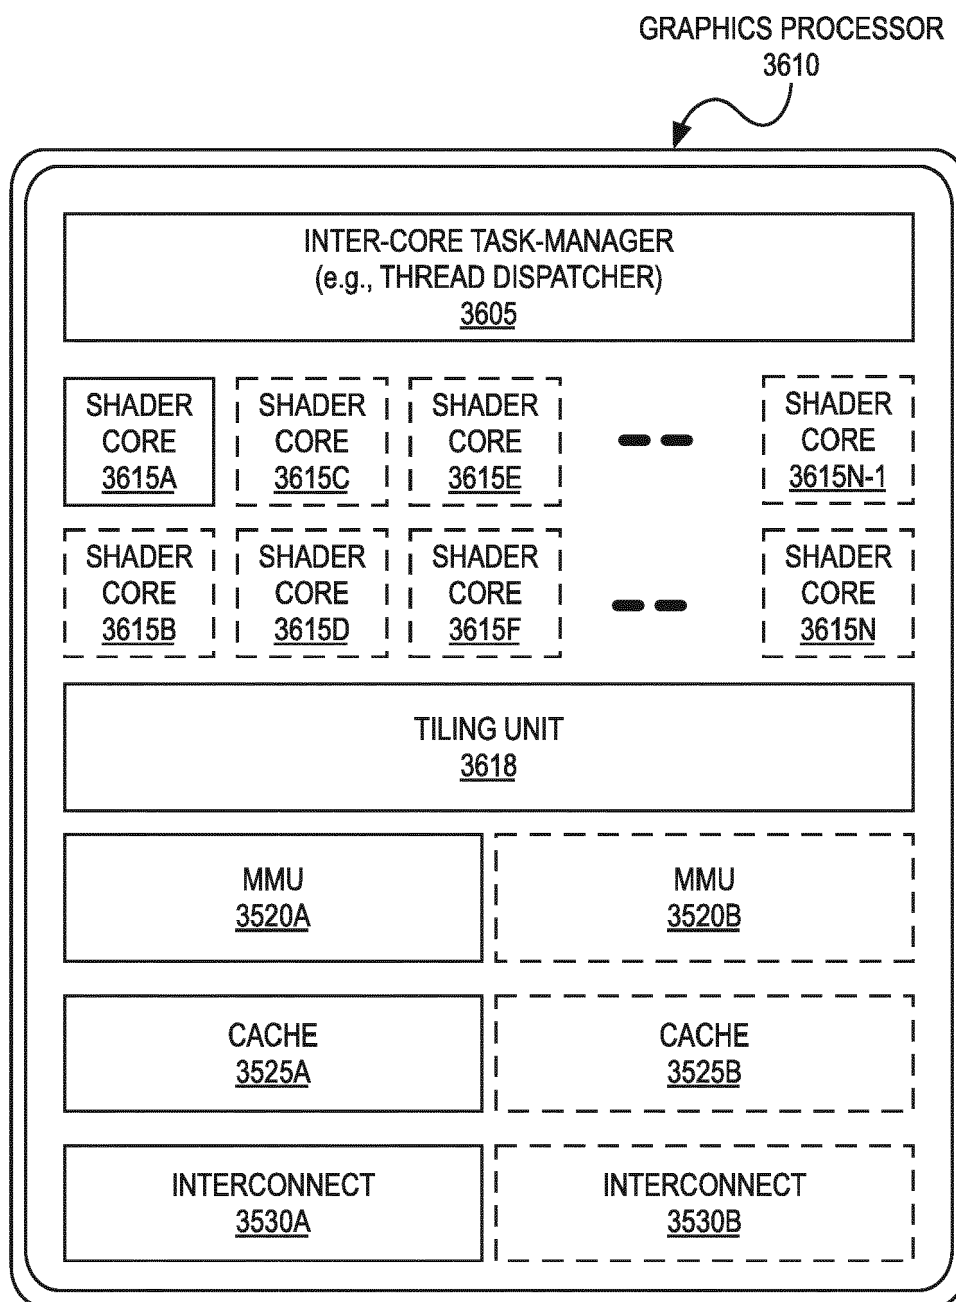 GRAPHICS PROCESSOR
3610
INTER-CORE TASK-MANAGER
(e.g., THREAD DISPATCHER)
3605
SHADER
CORE
3615A
SHADER
CORE
3615C
SHADER
CORE
3615E
SHADER
CORE
3615N-1
SHADER
CORE
3615B
SHADER
CORE
3615D
SHADER
CORE
3615F
SHADER
CORE
3615N
TILING UNIT
3618
MMU
3520A
MMU
3520B
CACHE
3525A
CACHE
3525B
INTERCONNECT
3530A
INTERCONNECT
3530B